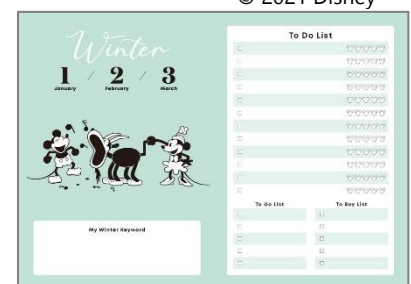 © 2021 Disney
Winter
1 / 2 / 3
January February March
My Winter Keyword
To Do List
To Go List To Buy List